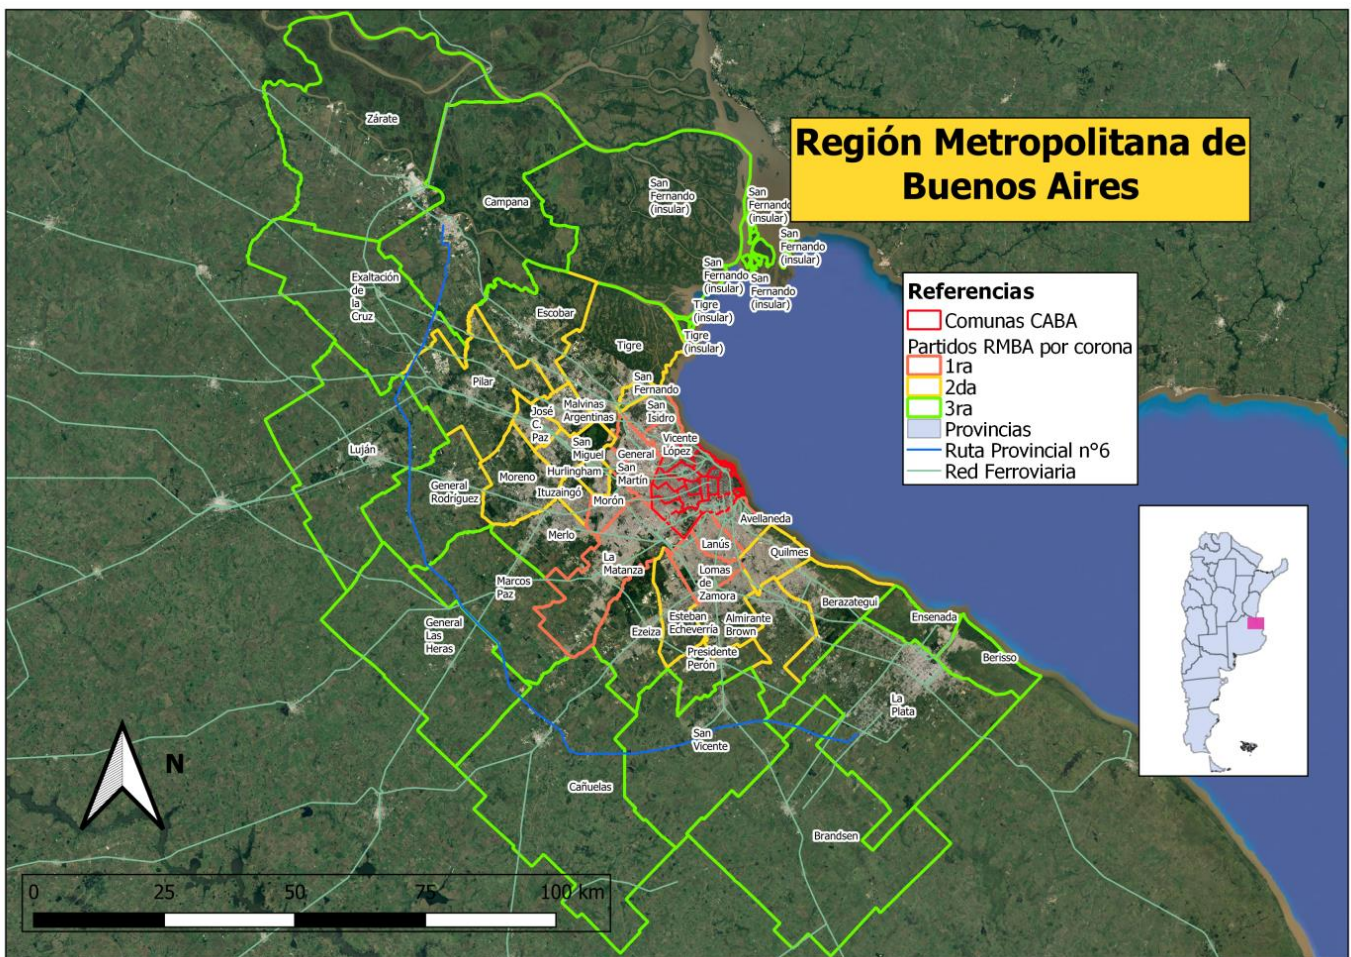 Región Metropolitana de
Buenos Aires
Zárate
Campana
San
Fernando
(insular)
San
Fernando
(insular)
San
Fernando
(insular)
San
Fernando
(insular)
San
Fernando
(insular)
Tigre
(insular)
Tigre
(insular)
Exaltación
de
la
Cruz
Escobar
Tigre
Pilar
San
Fernando
José
C.
Paz
Malvinas
Argentinas
San
Isidro
Luján
San
Miguel
Vicente
López
General
San
Martín
General
Rodríguez
Moreno
Hurlingham
Ituzaingó
Morón
Merlo
Avellaneda
Lanús
Quilmes
La
Matanza
Marcos
Paz
Lomas
de
Zamora
Berazategui
Ensenada
General
Las
Heras
Ezeiza
Esteban
Echeverría
Almirante
Brown
Presidente
Perón
Berisso
La
Plata
San
Vicente
Cañuelas
Brandsen
Referencias
Comunas CABA
Partidos RMBA por corona
1ra
2da
3ra
Provincias
Ruta Provincial n°6
Red Ferroviaria
N
0 25 50 75 100 km